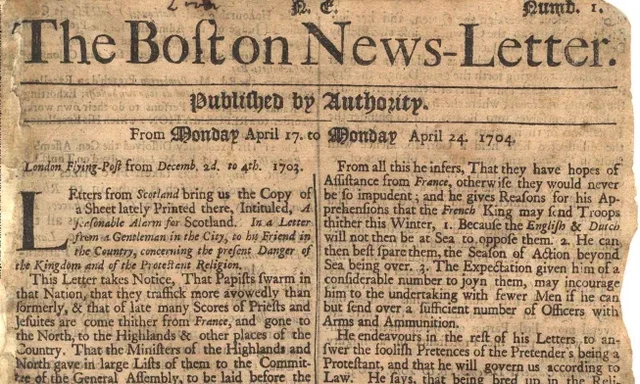 N. E.
Numb. 1.
The Boſton News-Letter.
Publiſhed by Authority.
From Monday April 17. to Monday April 24. 1704.
London Flying-Poſt from Decemb. 2d. to 4th. 1703.
LEtters from Scotland bring us the Copy of
a Sheet lately Printed there, Intituled, A
ſeaſonable Alarm for Scotland. In a Letter
from a Gentleman in the City, to his Friend in
the Country, concerning the preſent Danger of
the Kingdom and of the Proteſtant Religion.
This Letter takes Notice, That Papiſts ſwarm in
that Nation, that they traffick more avowedly than
formerly, & that of late many Scores of Prieſts and
Jeſuites are come thither from France, and gone to
the North, to the Highlands & other places of the
Country. That the Miniſters of the Highlands and
North gave in large Liſts of them to the Commit-
tee of the General Aſſembly, to be laid before the
From all this he infers, That they have hopes of
Aſſiſtance from France, otherwiſe they would never
be ſo impudent; and he gives Reaſons for his Ap-
prehenſions that the French King may ſend Troops
thither this Winter, 1. Becauſe the Engliſh & Dutch
will not then be at Sea to oppoſe them. 2. He can
then beſt ſpare them, the Seaſon of Action beyond
Sea being over. 3. The Expectation given him of a
conſiderable number to joyn them, may incourage
him to the undertaking with fewer Men if he can
but ſend over a ſufficient number of Officers with
Arms and Ammunition.
He endeavours in the reſt of his Letters to an-
ſwer the fooliſh Pretences of the Pretender's being a
Proteſtant, and that he will govern us according to
Law. He ſays, that being bred up in the Reli-